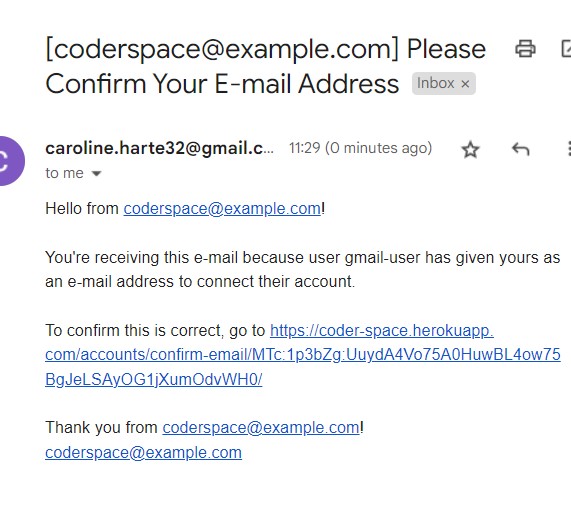 [coderspace@example.com] Please
Confirm Your E-mail Address Inbox ×
C
caroline.harte32@gmail.c... 11:29 (0 minutes ago)
to me
Hello from coderspace@example.com!
You're receiving this e-mail because user gmail-user has given yours as
an e-mail address to connect their account.
To confirm this is correct, go to https://coder-space.herokuapp.
com/accounts/confirm-email/MTc:1p3bZg:UuydA4Vo75A0HuwBL4ow75
BgJeLSAyOG1jXumOdvWH0/
Thank you from coderspace@example.com!
coderspace@example.com